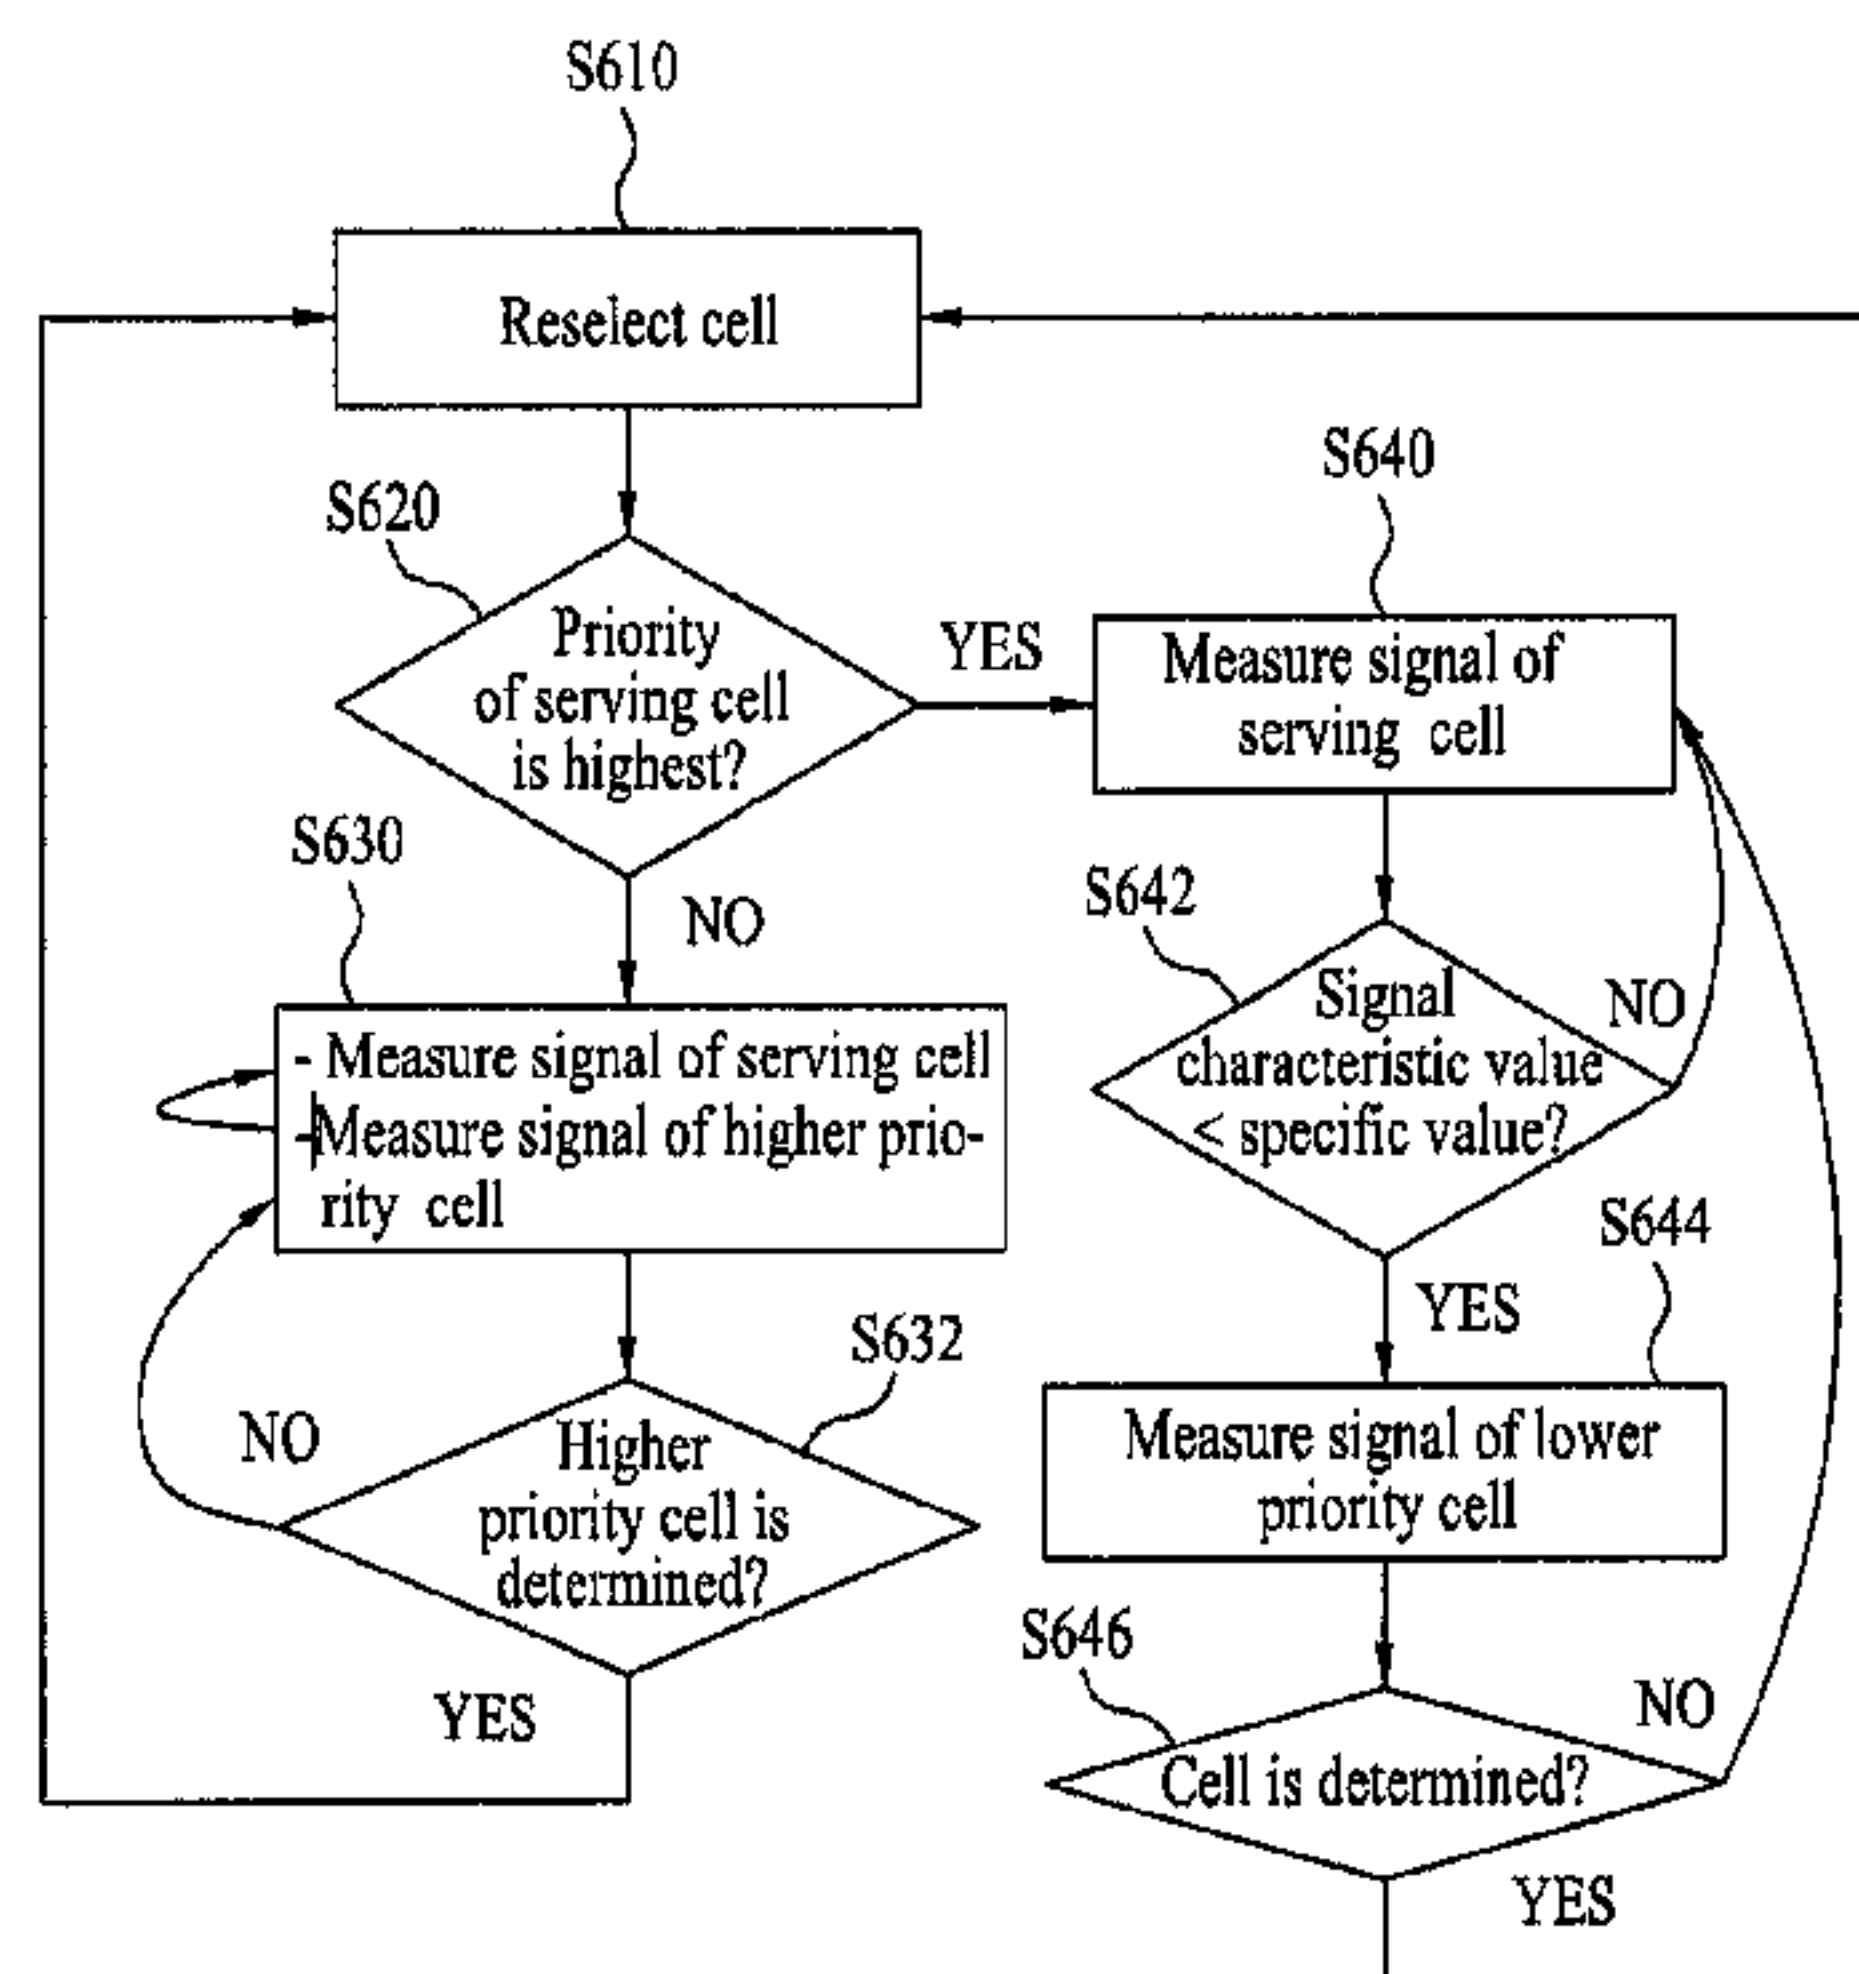 S610
Reselect cell
S620
Priority
of serving cell
is highest?
YES
S640
Measure signal of
serving cell
S630
NO
- Measure signal of serving cell
-Measure signal of higher prio-
rity cell
S642
Signal
characteristic value
< specific value?
NO
YES
S632
Higher
priority cell is
determined?
NO
YES
S644
Measure signal of lower
priority cell
S646
Cell is determined?
NO
YES